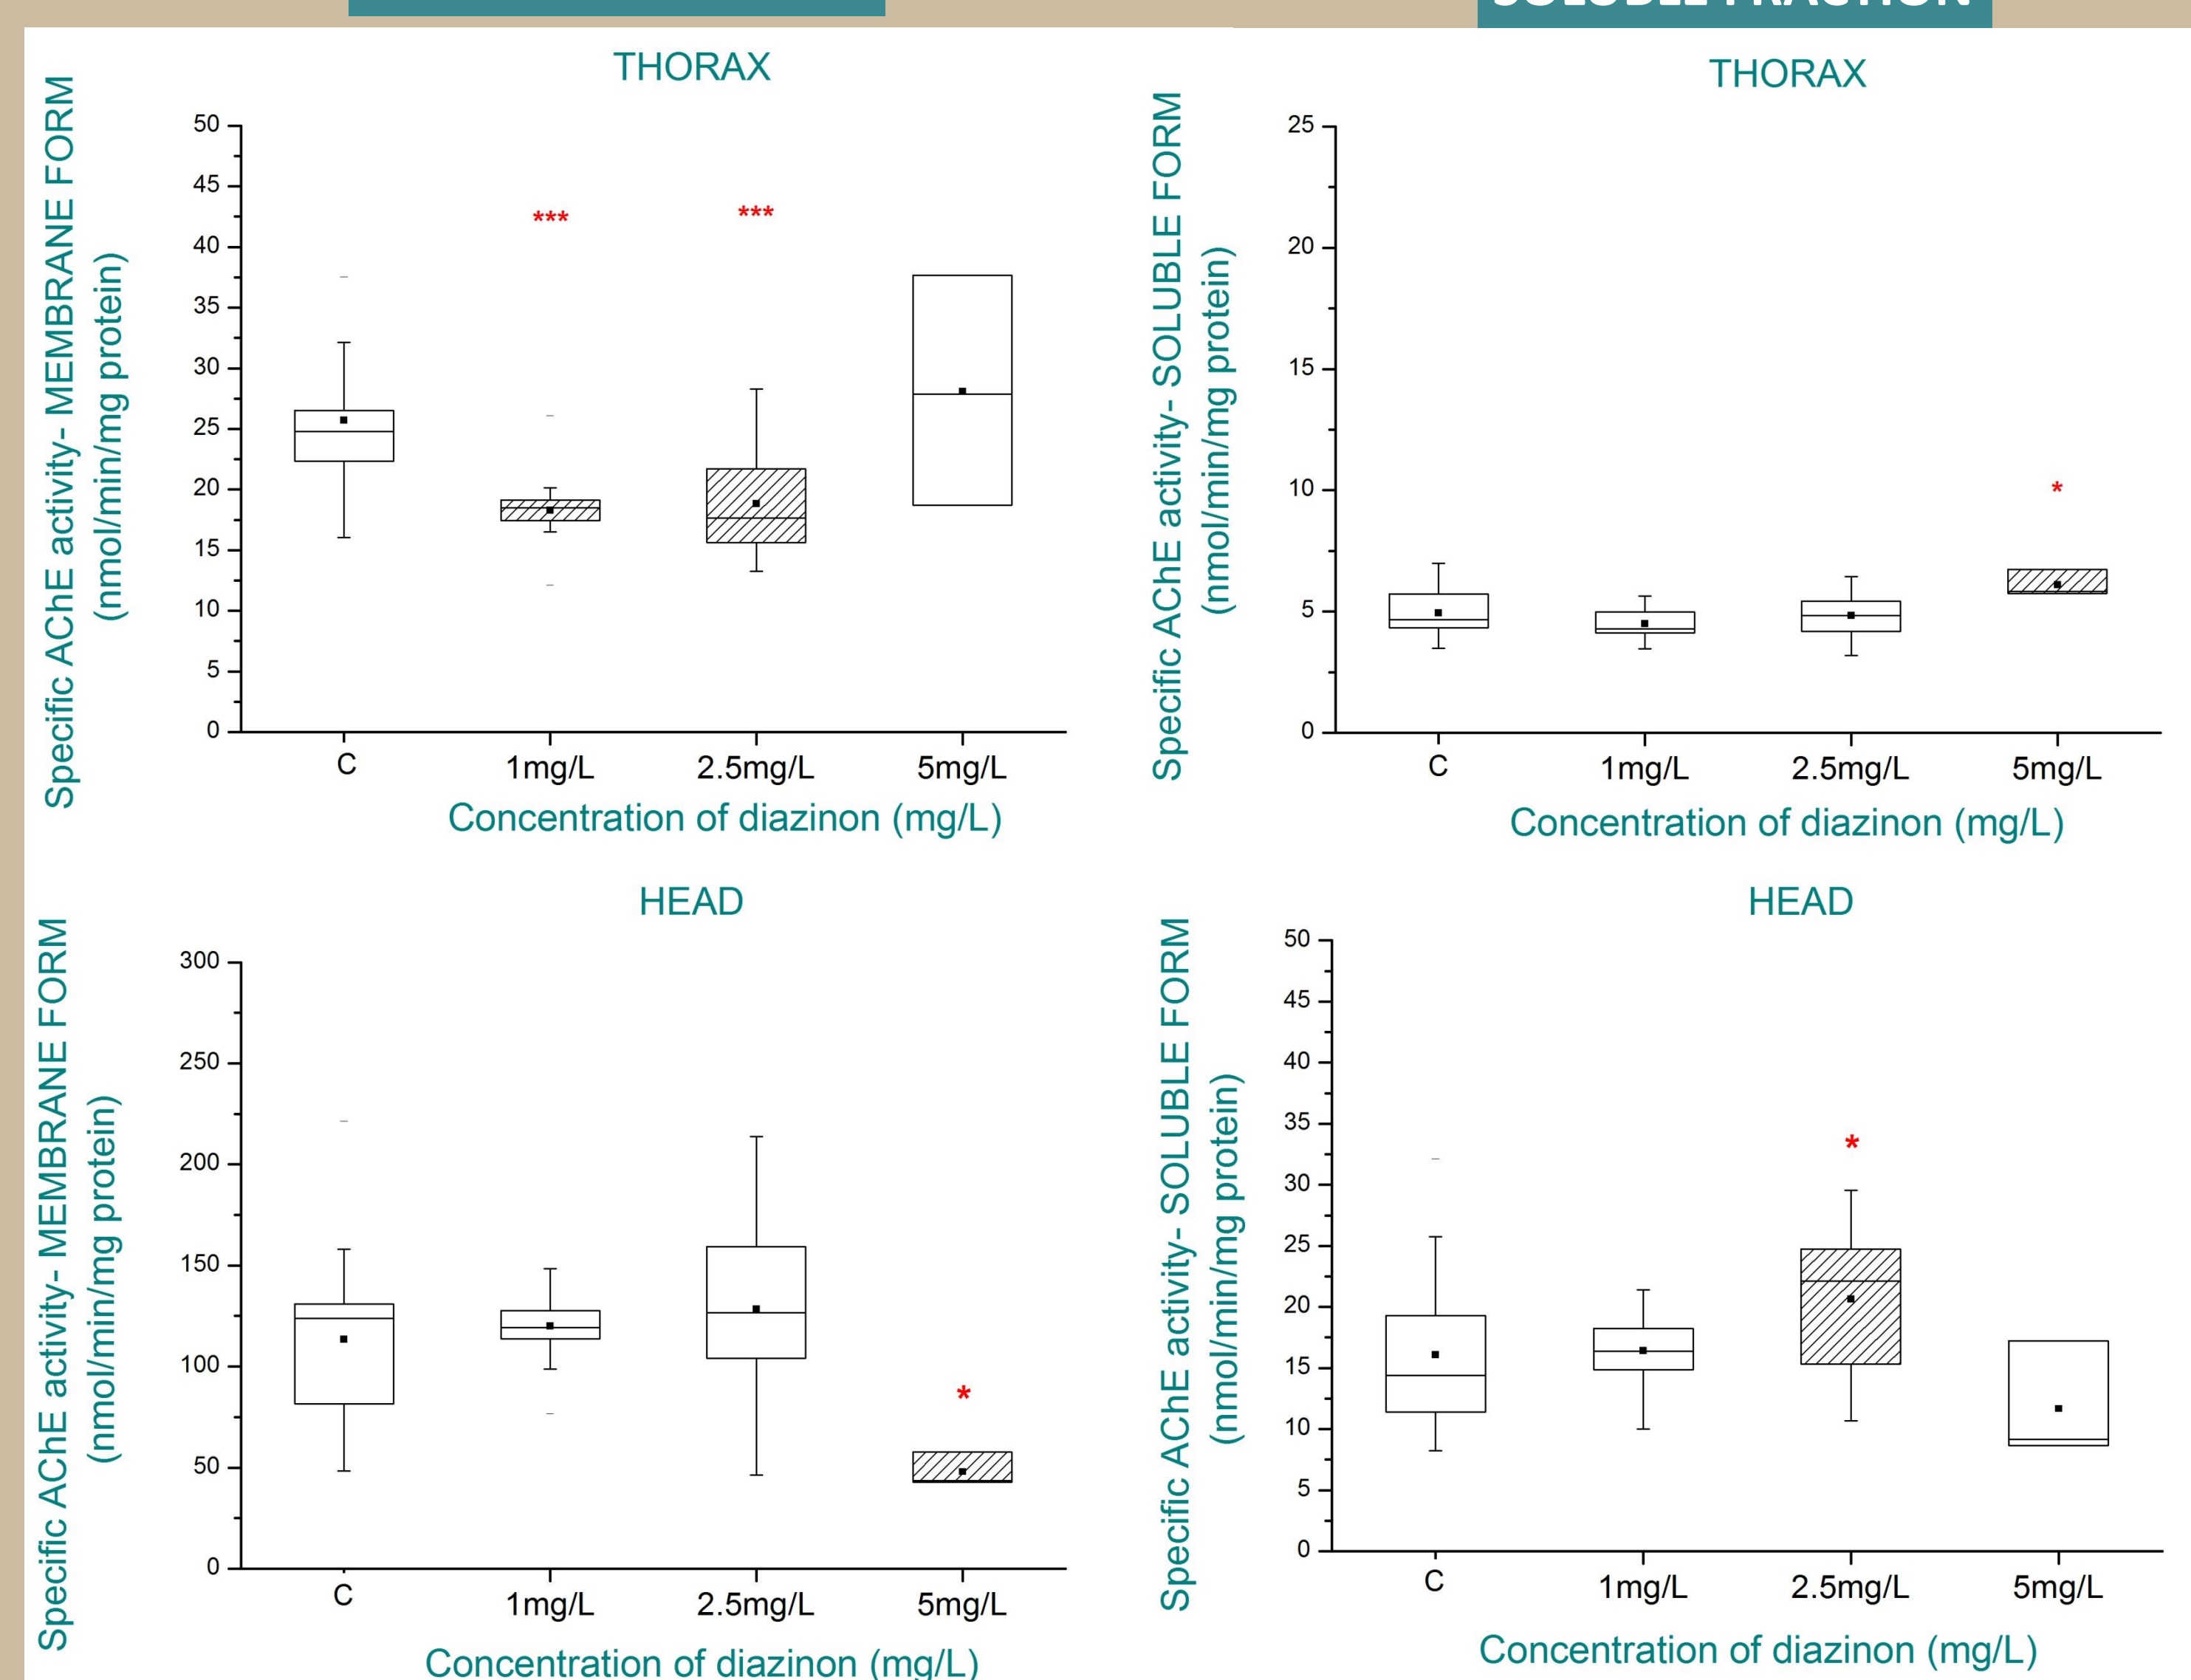 SOLUBLE FRACTION
THORAX
Specific AChE activity- MEMBRANE FORM
(nmol/min/mg protein)
50
45
40
35
30
25
20
15
10
5
0
***
***
C
1mg/L
2.5mg/L
5mg/L
Concentration of diazinon (mg/L)
THORAX
Specific AChE activity- SOLUBLE FORM
(nmol/min/mg protein)
25
20
15
10
5
0
*
C
1mg/L
2.5mg/L
5mg/L
Concentration of diazinon (mg/L)
HEAD
Specific AChE activity- MEMBRANE FORM
(nmol/min/mg protein)
300
250
200
150
100
50
0
*
C
1mg/L
2.5mg/L
5mg/L
Concentration of diazinon (mg/L)
HEAD
Specific AChE activity- SOLUBLE FORM
(nmol/min/mg protein)
50
45
40
35
30
25
20
15
10
5
0
*
C
1mg/L
2.5mg/L
5mg/L
Concentration of diazinon (mg/L)